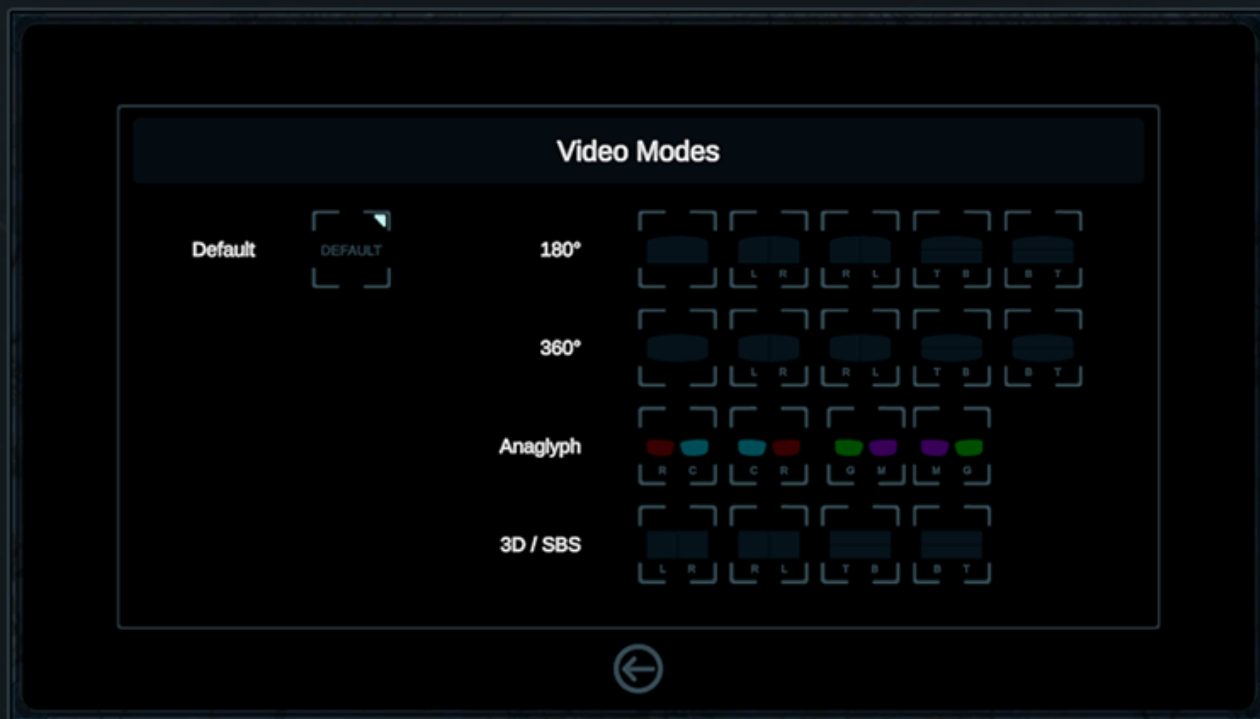 Video Modes
Default DEFAULT 180°
L R R L T B B T
360°
L R R L T B B T
Anaglyph
R C C R G M M G
3D / SBS
L R R L T B B T